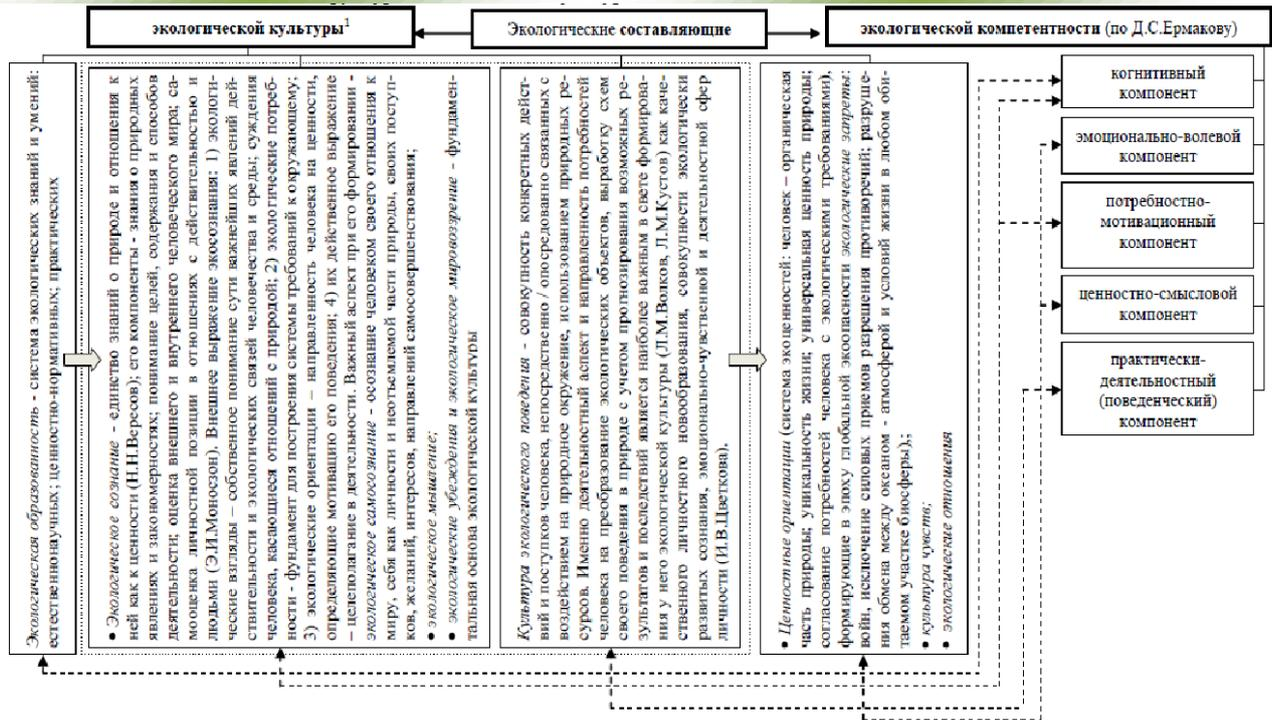 экологической культуры¹
Экологические составляющие
экологической компетентности (по Д.С.Ермакову)
Экологическая образованность - система экологических знаний и умений:
естественнонаучных; ценностно-нормативных; практических
• Экологическое сознание - единство знаний о природе и отношения к
ней как к ценности (Н.Н.Вересов); его компоненты - знания о природных
явлениях и закономерностях; понимание целей, содержания и способов
деятельности; оценка внешнего и внутреннего человеческого мира; са-
мооценка личностной позиции в отношениях с действительностью и
людьми (Э.И.Моносзон). Внешнее выражение экосознания: 1) экологи-
ческие взгляды – собственное понимание сути важнейших явлений дей-
ствительности и экологических связей человечества и среды; суждения
человека, касающиеся отношений с природой; 2) экологические потреб-
ности - фундамент для построения системы требований к окружающему;
3) экологические ориентации – направленность человека на ценности,
определяющие мотивацию его поведения; 4) их действенное выражение
– целеполагание в деятельности. Важный аспект при его формировании -
экологическое самосознание - осознание человеком своего отношения к
миру, себя как личности и неотъемлемой части природы, своих поступ-
ков, желаний, интересов, направлений самосовершенствования;
• экологическое мышление;
• экологические убеждения и экологическое мировоззрение - фундамен-
тальная основа экологической культуры
Культура экологического поведения - совокупность конкретных дейст-
вий и поступков человека, непосредственно / опосредованно связанных с
воздействием на природное окружение, использованием природных ре-
сурсов. Именно деятельностный аспект и направленность потребностей
человека на преобразование экологических объектов, выработку схем
своего поведения в природе с учетом прогнозирования возможных ре-
зультатов и последствий является наиболее важным в свете формирова-
ния у него экологической культуры (Л.М.Волков, Л.М.Кустов) как каче-
ственного личностного новообразования, совокупности экологически
развитых сознания, эмоционально-чувственной и деятельностной сфер
личности (И.В.Цветкова).
• Ценностные ориентации (система экоценностей: человек – органическая
часть природы; уникальность жизни; универсальная ценность природы;
согласование потребностей человека с экологическими требованиями),
формирующие в эпоху глобальной экоопасности экологические запреты:
войн, исключение силовых приемов разрешения противоречий; разруше-
ния обмена между океаном - атмосферой и условий жизни в любом оби-
таемом участке биосферы);;
• культура чувств;
• экологические отношения
когнитивный
компонент
эмоционально-волевой
компонент
потребностно-
мотивационный
компонент
ценностно-смысловой
компонент
практически-
деятельностный
(поведенческий)
компонент